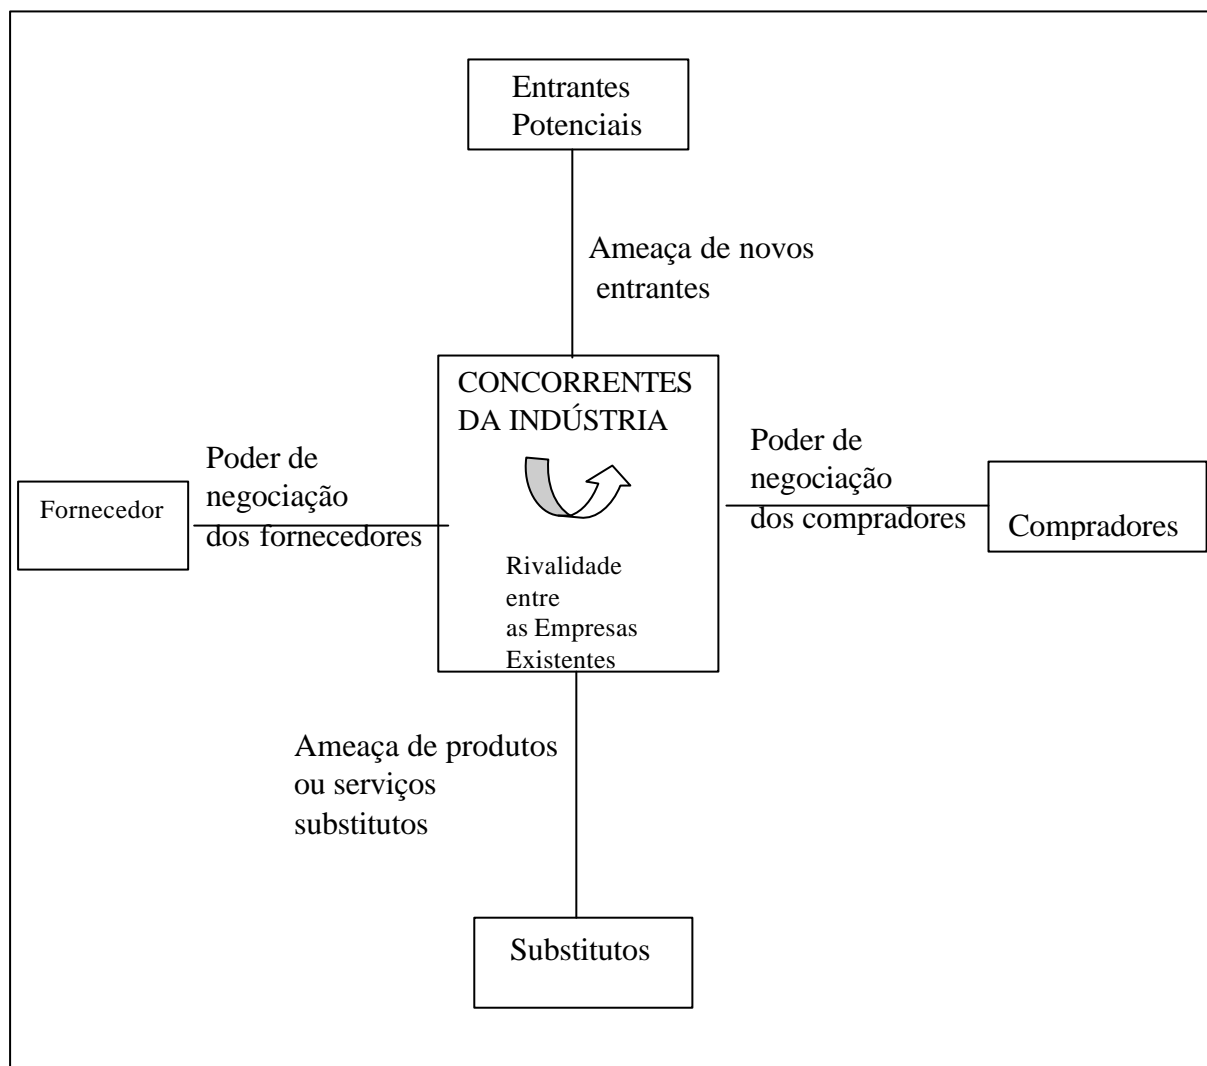 Entrantes
Potenciais
Ameaça de novos
entrantes
CONCORRENTES
DA INDÚSTRIA
Rivalidade
entre
as Empresas
Existentes
Fornecedor
Poder de
negociação
dos fornecedores
Poder de
negociação
dos compradores
Compradores
Ameaça de produtos
ou serviços
substitutos
Substitutos